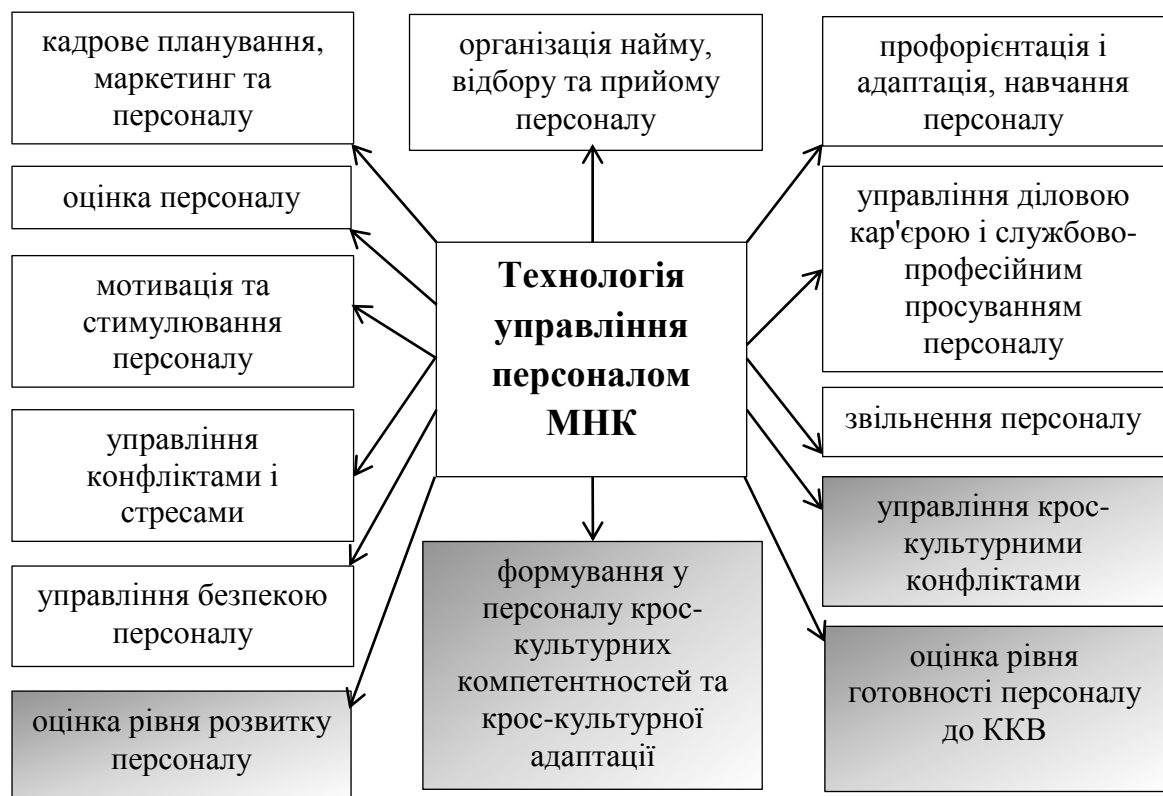 кадрове планування,
маркетинг та
персоналу
організація найму,
відбору та прийому
персоналу
профорієнтація і
адаптація, навчання
персоналу
оцінка персоналу
управління діловою
кар'єрою і службово-
професійним
просуванням
персоналу
мотивація та
стимулювання
персоналу
Технологія
управління
персоналом
МНК
управління
конфліктами і
стресами
звільнення персоналу
управління крос-
культурними
конфліктами
управління безпекою
персоналу
формування у
персоналу крос-
культурних
компетентностей та
крос-культурної
адаптації
оцінка рівня
готовності персоналу
до ККВ
оцінка рівня розвитку
персоналу